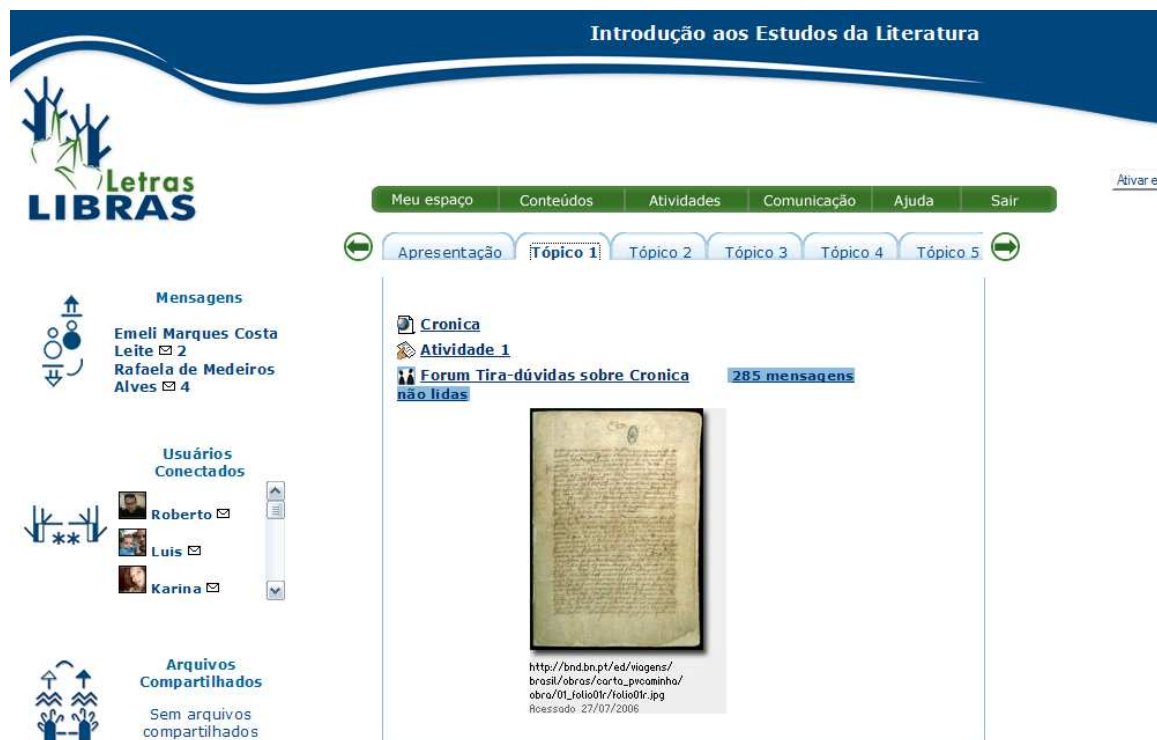 Introdução aos Estudos da Literatura
Letras
LIBRAS
Ativar e
Meu espaço Conteúdos Atividades Comunicação Ajuda Sair
Apresentação Tópico 1 Tópico 2 Tópico 3 Tópico 4 Tópico 5
Mensagens
Emeli Marques Costa
Leite 2
Rafaela de Medeiros
Alves 4
Usuários
Conectados
Roberto
Luis
Karina
Arquivos
Compartilhados
Sem arquivos
compartilhados
Cronica
Atividade 1
Forum Tira-dúvidas sobre Cronica 285 mensagens
não lidas
http://bnd.bn.pt/ed/viagens/
brasil/obras/carta_pvcaminha/
obra/01_folio01r/folio01r.jpg
Acessado 27/07/2006